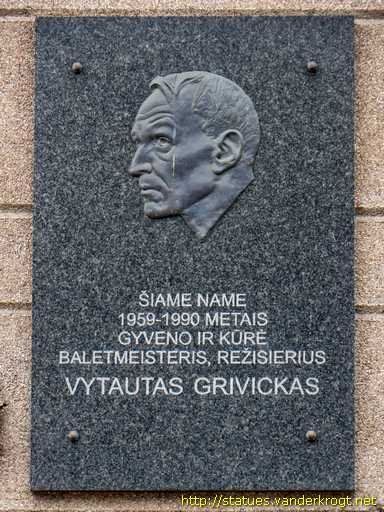 ŠIAME NAME
1959-1990 METAIS
GYVENO IR KŪRĖ
BALETMEISTERIS, REŽISIERIUS
VYTAUTAS GRIVICKAS
http://statues.vanderkrogt.net